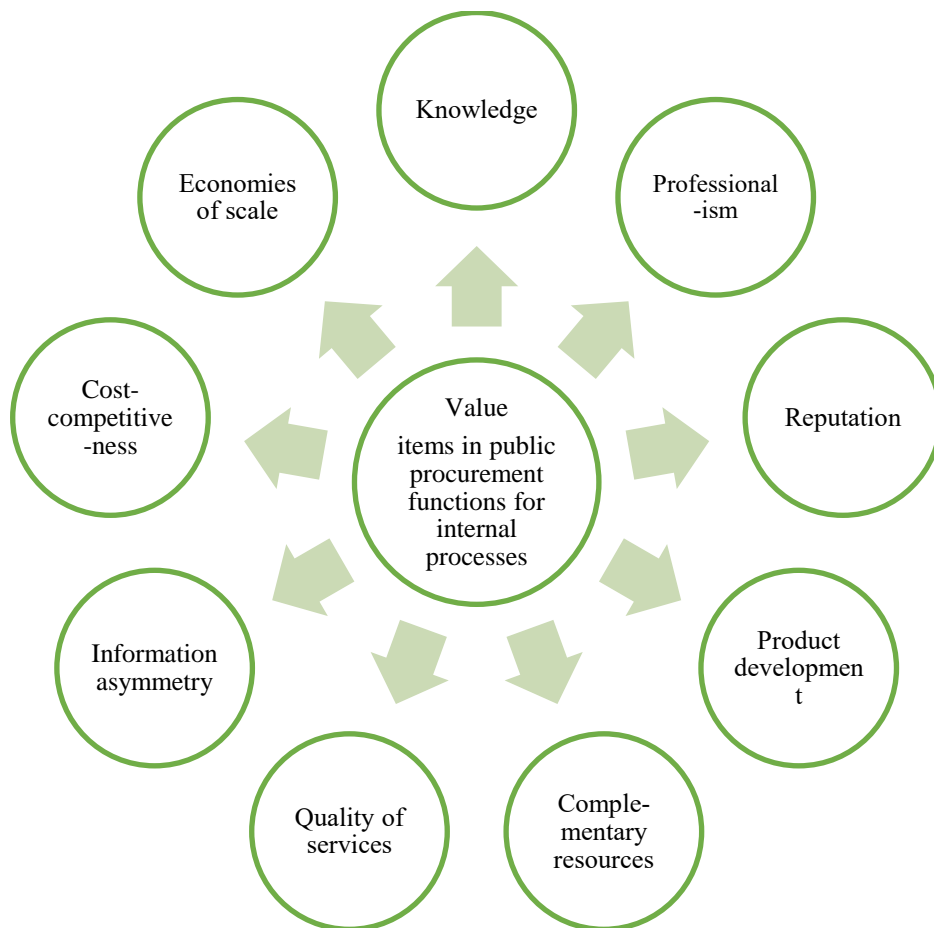 Knowledge
Professional
-ism
Reputation
Product
developmen
t
Comple-
mentary
resources
Quality of
services
Information
asymmetry
Cost-
competitive
-ness
Economies
of scale
Value
items in public
procurement
functions for
internal
processes